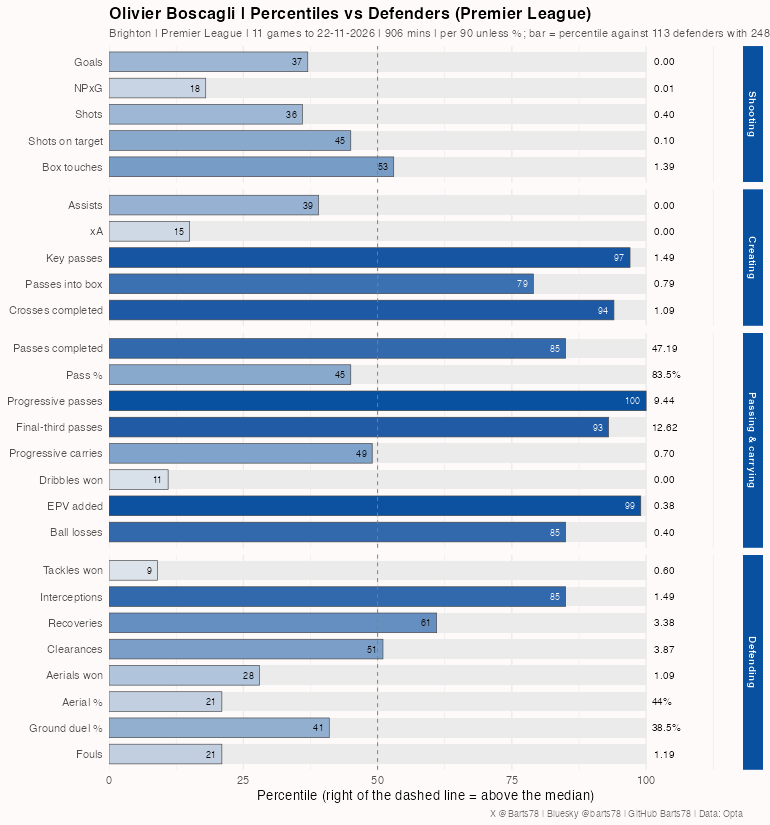 Olivier Boscagli | Percentiles vs Defenders (Premier League)
Brighton | Premier League | 11 games to 22-11-2026 | 906 mins | per 90 unless %; bar = percentile against 113 defenders with 248
Goals 37 0.00
NPxG 18 0.01
Shots 36 0.40
Shots on target 45 0.10
Box touches 53 1.39
Shooting
Assists 39 0.00
xA 15 0.00
Key passes 97 1.49
Passes into box 79 0.79
Crosses completed 94 1.09
Creating
Passes completed 85 47.19
Pass % 45 83.5%
Progressive passes 100 9.44
Final-third passes 93 12.62
Progressive carries 49 0.70
Dribbles won 11 0.00
EPV added 99 0.38
Ball losses 85 0.40
Passing & carrying
Tackles won 9 0.60
Interceptions 85 1.49
Recoveries 61 3.38
Clearances 51 3.87
Aerials won 28 1.09
Aerial % 21 44%
Ground duel % 41 38.5%
Fouls 21 1.19
Defending
0 25 50 75 100
Percentile (right of the dashed line = above the median)
X @Barts78 | Bluesky @barts78 | GitHub Barts78 | Data: Opta